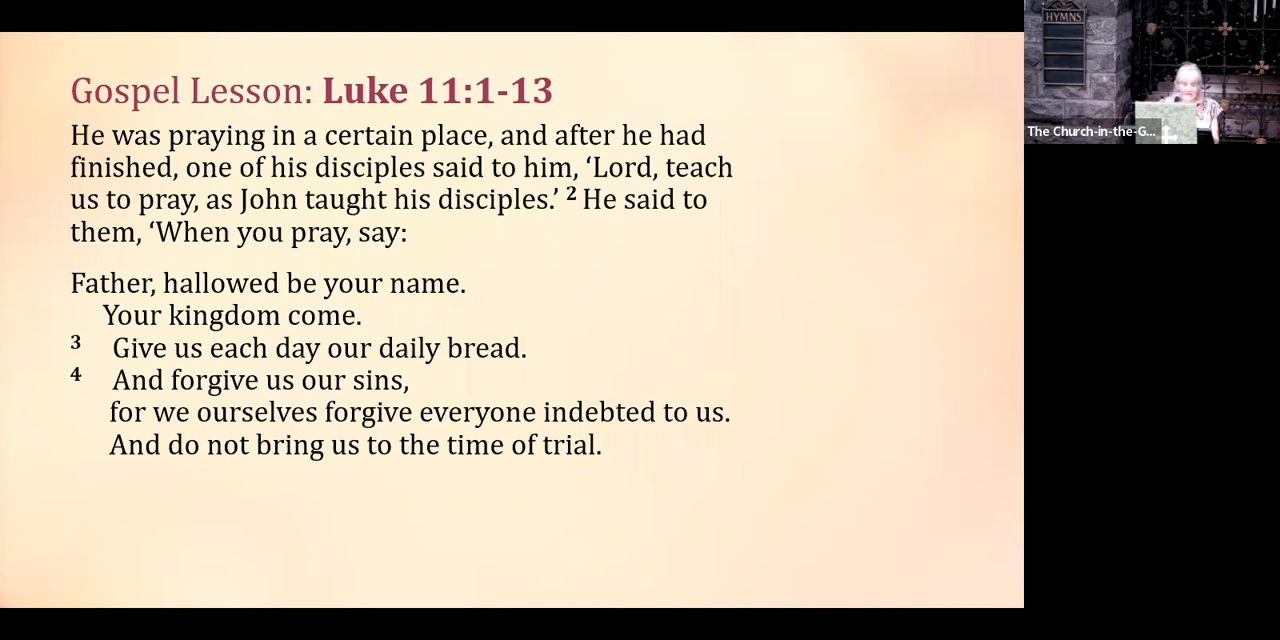 Gospel Lesson: Luke 11:1-13
He was praying in a certain place, and after he had
finished, one of his disciples said to him, ‘Lord, teach
us to pray, as John taught his disciples.’ 2 He said to
them, ‘When you pray, say:
Father, hallowed be your name.
Your kingdom come.
3 Give us each day our daily bread.
4 And forgive us our sins,
for we ourselves forgive everyone indebted to us.
And do not bring us to the time of trial.
HYMNS
The Church-in-the-G...